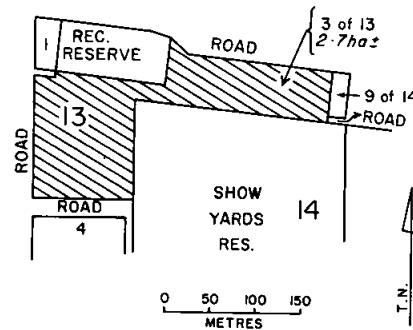 3 of 13
2·7ha±
ROAD
1
REC.
RESERVE
9 of 14
ROAD
13
ROAD
ROAD
4
SHOW
YARDS
RES.
14
0 50 100 150
METRES
T.N.